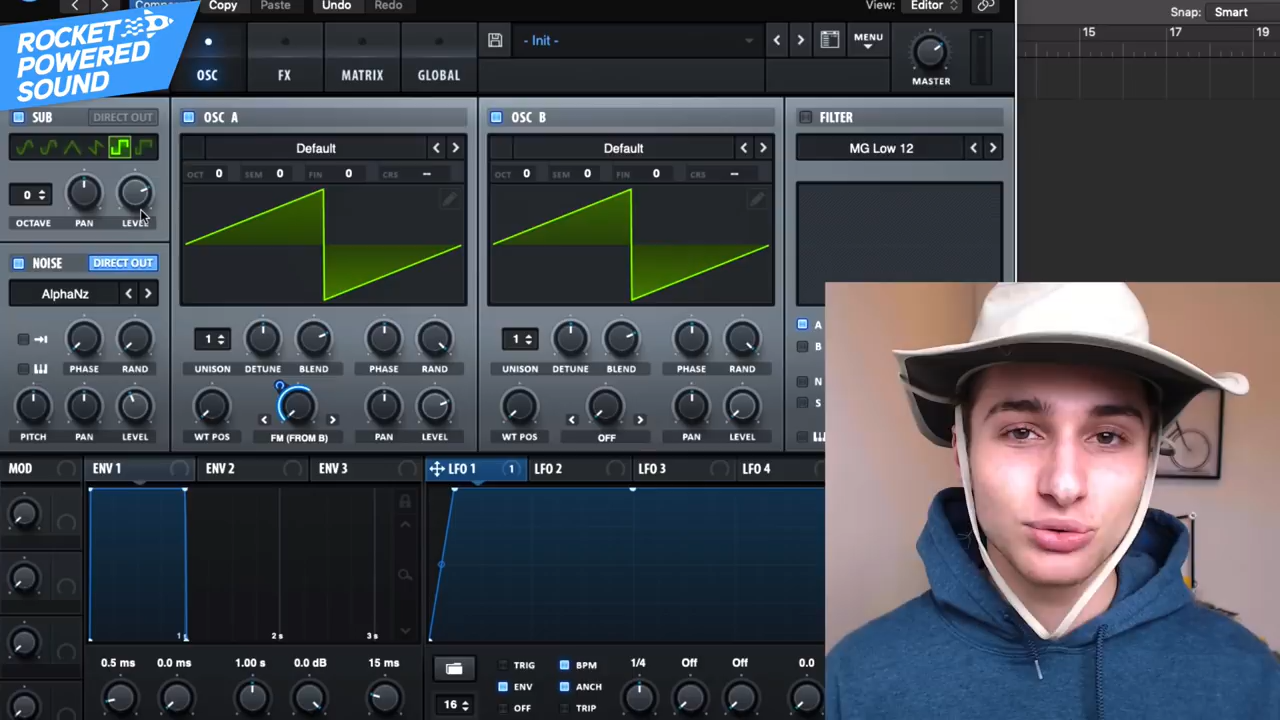 Compare
Copy
Paste
Undo
Redo
View:
Editor
Snap:
Smart
ROCKET
POWERED
SOUND
OSC
FX
MATRIX
GLOBAL
- Init -
MENU
MASTER
15
17
19
SUB
DIRECT OUT
OSC A
OSC B
FILTER
Default
Default
MG Low 12
OCT 0 SEM 0 FIN 0 CRS --
OCT 0 SEM 0 FIN 0 CRS --
0
OCTAVE
PAN
LEVEL
NOISE
DIRECT OUT
AlphaNz
1
1
A
B
N
S
PHASE
RAND
UNISON
DETUNE
BLEND
PHASE
RAND
UNISON
DETUNE
BLEND
PHASE
RAND
PITCH
PAN
LEVEL
WT POS
FM (FROM B)
PAN
LEVEL
WT POS
OFF
PAN
LEVEL
MOD
ENV 1
ENV 2
ENV 3
LFO 1
1
LFO 2
LFO 3
LFO 4
1
2 s
3 s
0.5 ms
0.0 ms
1.00 s
0.0 dB
15 ms
TRIG
BPM
1/4
Off
Off
0.0
ENV
ANCH
16
OFF
TRIP